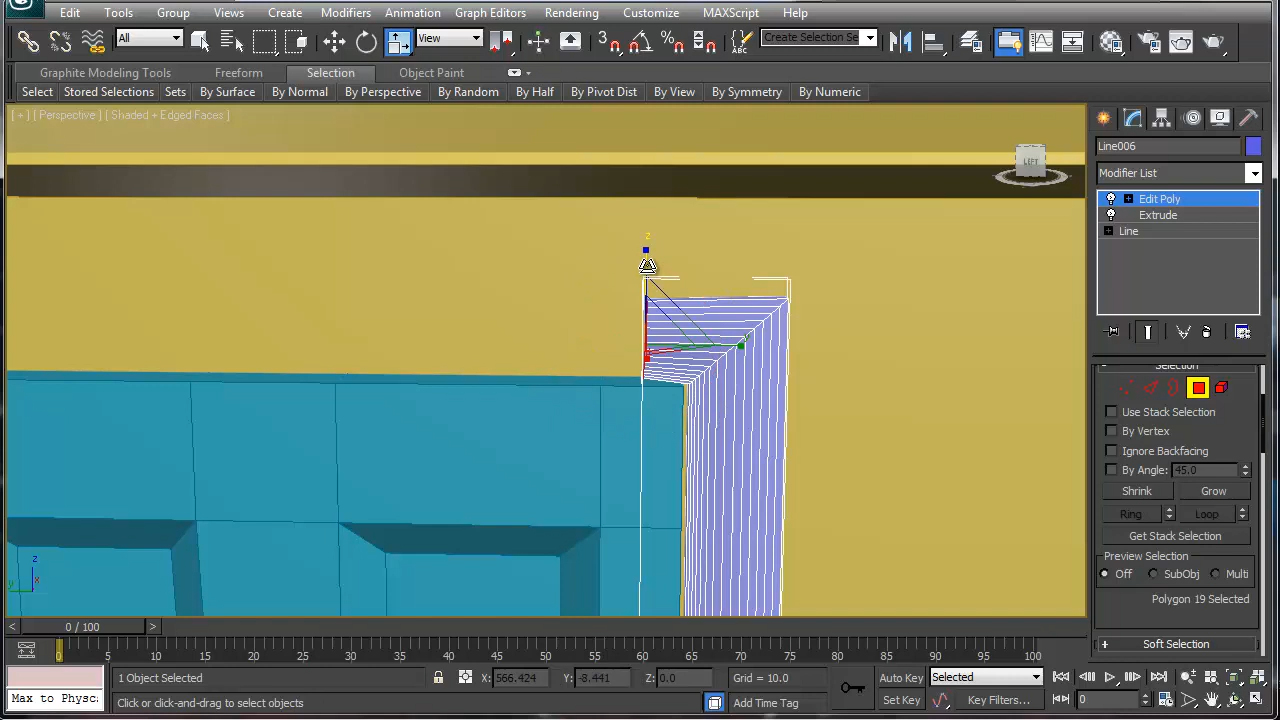 Edit Tools Group Views Create Modifiers Animation Graph Editors Rendering Customize MAXScript Help
All View 3 Create Selection Se
Graphite Modeling Tools Freeform Selection Object Paint
Select Stored Selections Sets By Surface By Normal By Perspective By Random By Half By Pivot Dist By View By Symmetry By Numeric
[ + ] [ Perspective ] [ Shaded + Edged Faces ]
LEFT
z
y
z
x
y
Line006
Modifier List
Edit Poly
Extrude
Line
Selection
Use Stack Selection
By Vertex
Ignore Backfacing
By Angle: 45.0
Shrink Grow
Ring Loop
Get Stack Selection
Preview Selection
Off SubObj Multi
Polygon 19 Selected
Soft Selection
< 0 / 100 >
0 5 10 15 20 25 30 35 40 45 50 55 60 65 70 75 80 85 90 95 100
1 Object Selected X: 566.424 Y: -8.441 Z: 0.0 Grid = 10.0 Auto Key Selected
Max to Physc: Click or click-and-drag to select objects Add Time Tag Set Key Key Filters... 0